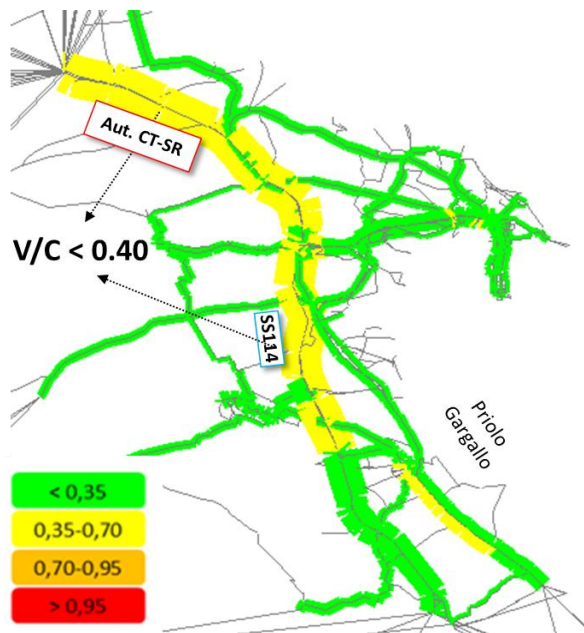 Aut. CT-SR
V/C < 0.40
SS114
Priolo
Gargallo
< 0,35
0,35-0,70
0,70-0,95
> 0,95